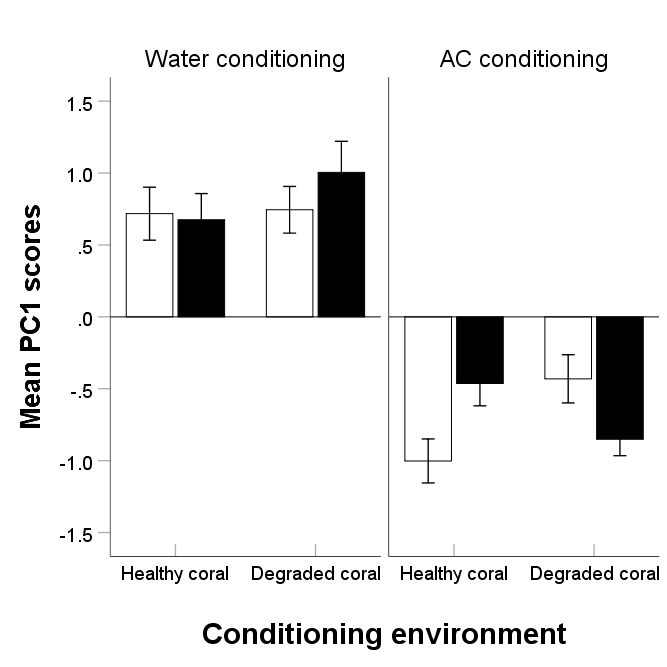 Water conditioning
AC conditioning
1.5
1.0
.5
.0
-.5
-1.0
-1.5
Mean PC1 scores
Healthy coral
Degraded coral
Healthy coral
Degraded coral
Conditioning environment